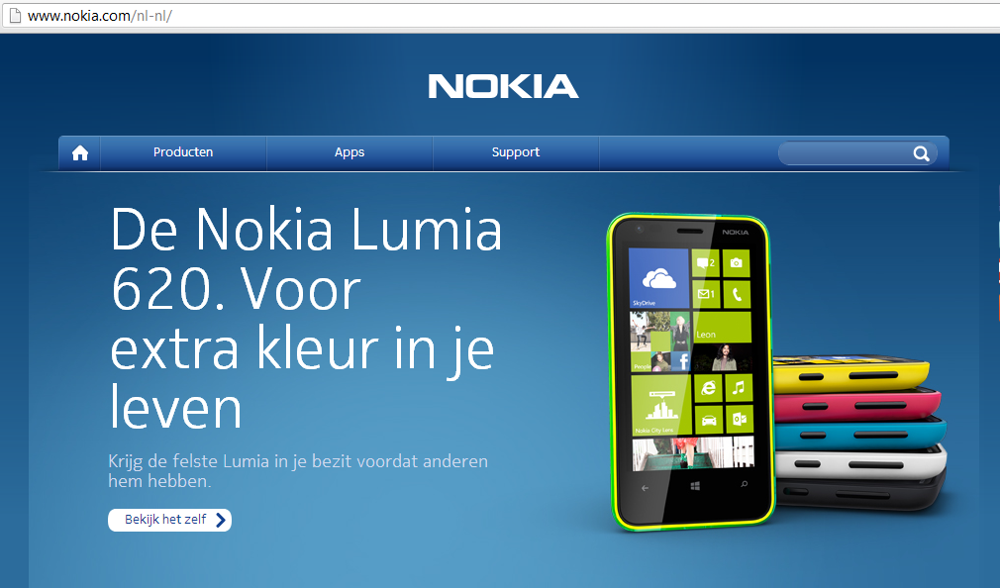 www.nokia.com/nl-nl/
NOKIA
Producten
Apps
Support
De Nokia Lumia
620. Voor
extra kleur in je
leven
Krijg de felste Lumia in je bezit voordat anderen
hem hebben.
Bekijk het zelf
NOKIA
SkyDrive
2
1
Leon
People
Nokia City Lens